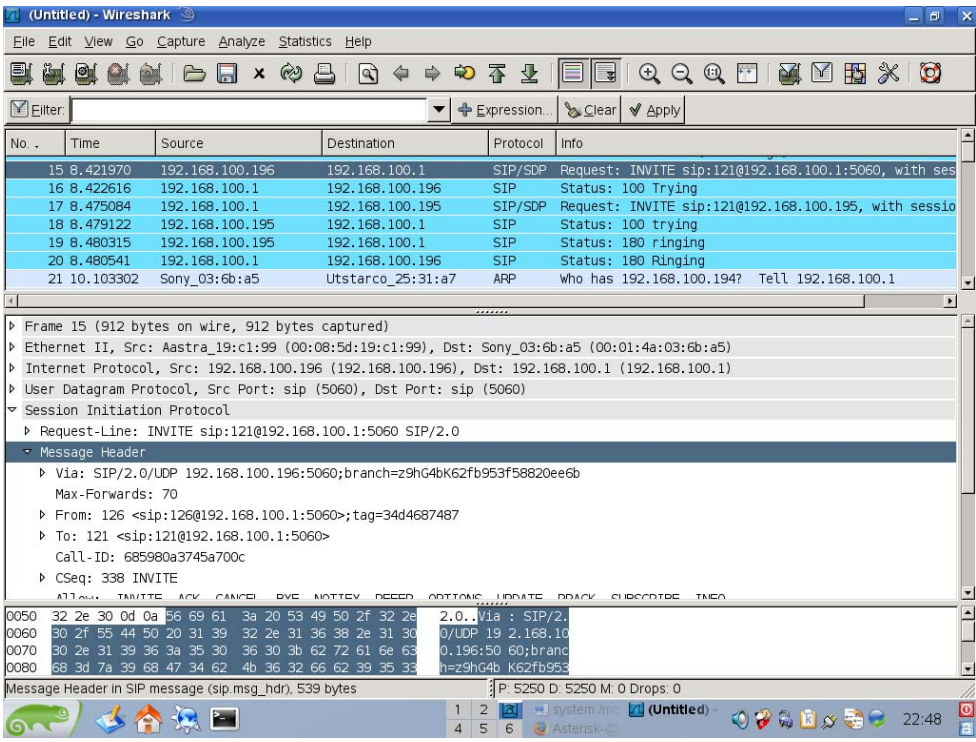 (Untitled) - Wireshark
File Edit View Go Capture Analyze Statistics Help
Filter: Expression... Clear Apply
No. . Time Source Destination Protocol Info
15 8.421970 192.168.100.196 192.168.100.1 SIP/SDP Request: INVITE sip:121@192.168.100.1:5060, with ses
16 8.422616 192.168.100.1 192.168.100.196 SIP Status: 100 Trying
17 8.475084 192.168.100.1 192.168.100.195 SIP/SDP Request: INVITE sip:121@192.168.100.195, with sessio
18 8.479122 192.168.100.195 192.168.100.1 SIP Status: 100 trying
19 8.480315 192.168.100.195 192.168.100.1 SIP Status: 180 ringing
20 8.480541 192.168.100.1 192.168.100.196 SIP Status: 180 Ringing
21 10.103302 Sony_03:6b:a5 Utstarco_25:31:a7 ARP Who has 192.168.100.194? Tell 192.168.100.1
Frame 15 (912 bytes on wire, 912 bytes captured)
Ethernet II, Src: Aastra_19:c1:99 (00:08:5d:19:c1:99), Dst: Sony_03:6b:a5 (00:01:4a:03:6b:a5)
Internet Protocol, Src: 192.168.100.196 (192.168.100.196), Dst: 192.168.100.1 (192.168.100.1)
User Datagram Protocol, Src Port: sip (5060), Dst Port: sip (5060)
Session Initiation Protocol
Request-Line: INVITE sip:121@192.168.100.1:5060 SIP/2.0
Message Header
Via: SIP/2.0/UDP 192.168.100.196:5060;branch=z9hG4bK62fb953f58820ee6b
Max-Forwards: 70
From: 126 <sip:126@192.168.100.1:5060>;tag=34d4687487
To: 121 <sip:121@192.168.100.1:5060>
Call-ID: 685980a3745a700c
CSeq: 338 INVITE
Allow: INVITE, ACK, CANCEL, BYE, NOTIFY, REFER, OPTIONS, UPDATE, PRACK, SUBSCRIBE, INFO
0050 32 2e 30 0d 0a 56 69 61 3a 20 53 49 50 2f 32 2e 2.0..Via : SIP/2.
0060 30 2f 55 44 50 20 31 39 32 2e 31 36 38 2e 31 30 0/UDP 19 2.168.10
0070 30 2e 31 39 36 3a 35 30 36 30 3b 62 72 61 6e 63 0.196:50 60;branc
0080 68 3d 7a 39 68 47 34 62 4b 36 32 66 62 39 35 33 h=z9hG4b K62fb953
Message Header in SIP message (sip.msg_hdr), 539 bytes P: 5250 D: 5250 M: 0 Drops: 0
1 2 3 system:/me (Untitled) -
4 5 6 Asterisk-@ 22:48